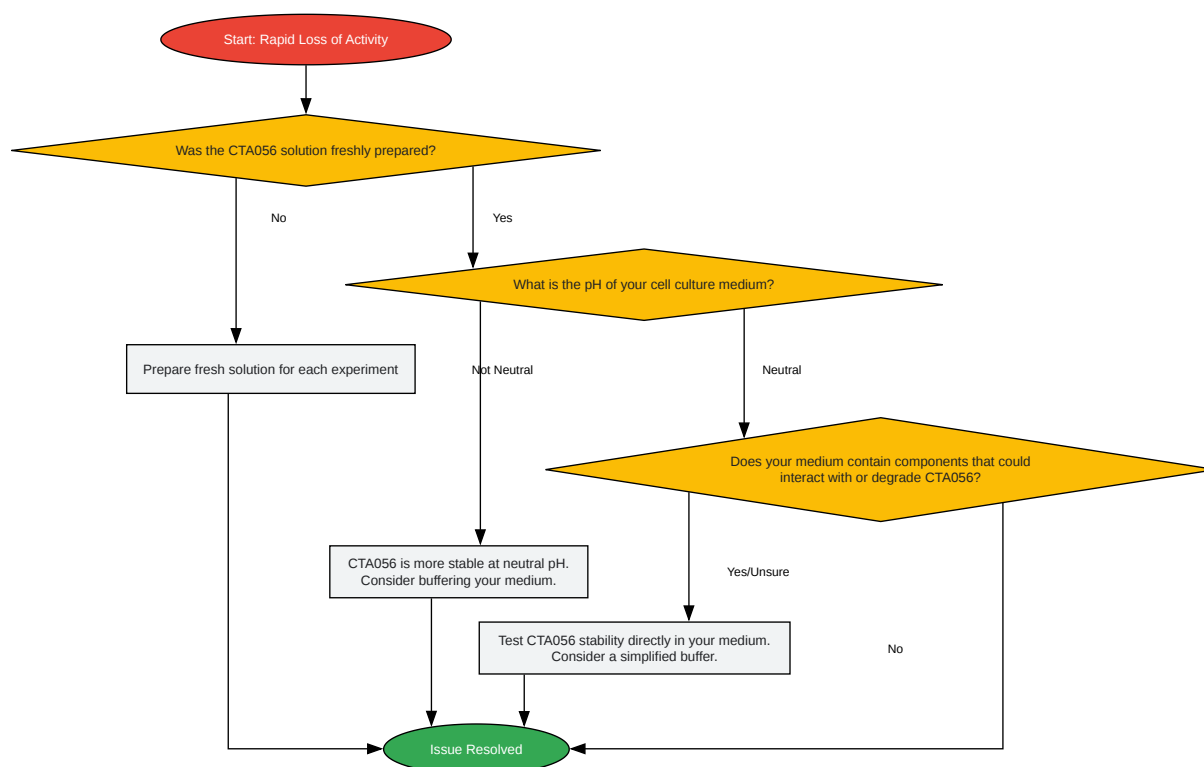 Start: Rapid Loss of Activity
Was the CTA056 solution freshly prepared?
No
Yes
What is the pH of your cell culture medium?
Prepare fresh solution for each experiment
Not Neutral
Neutral
Does your medium contain components that could
interact with or degrade CTA056?
CTA056 is more stable at neutral pH.
Consider buffering your medium.
Yes/Unsure
Test CTA056 stability directly in your medium.
Consider a simplified buffer.
No
Issue Resolved